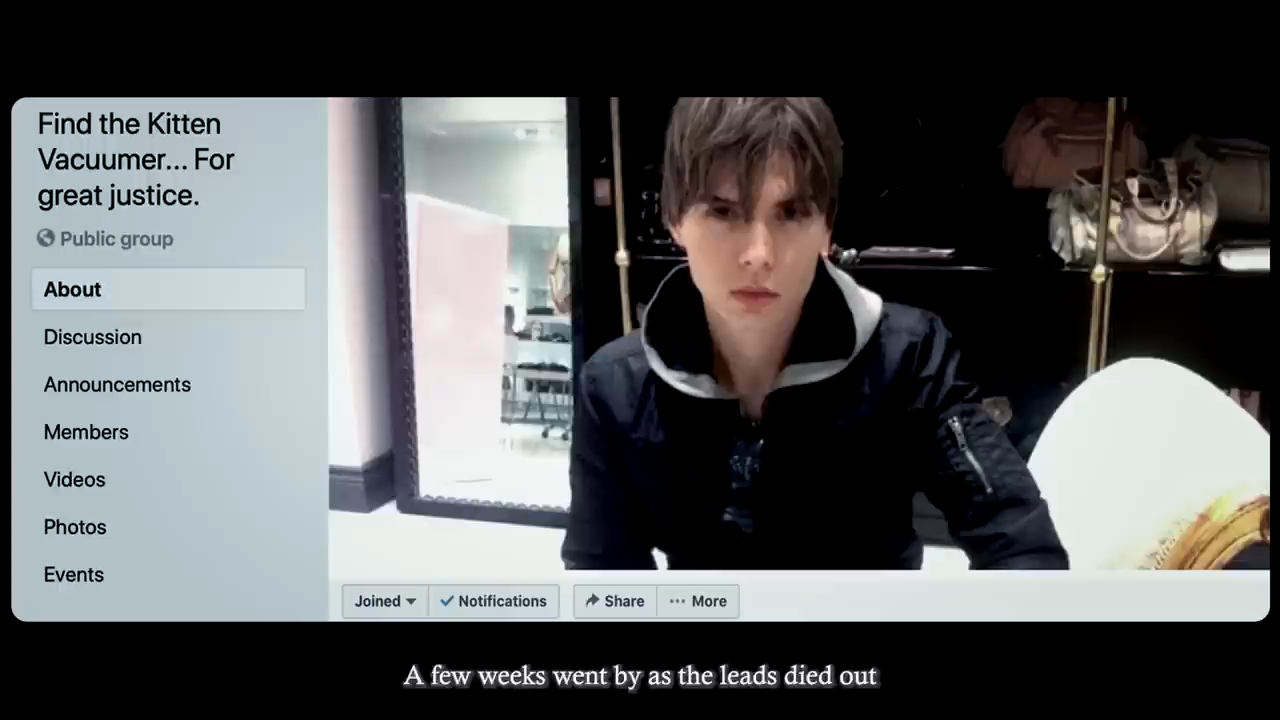 Find the Kitten
Vacuumer... For
great justice.
Public group
About
Discussion
Announcements
Members
Videos
Photos
Events
Joined
Notifications
Share
More
A few weeks went by as the leads died out